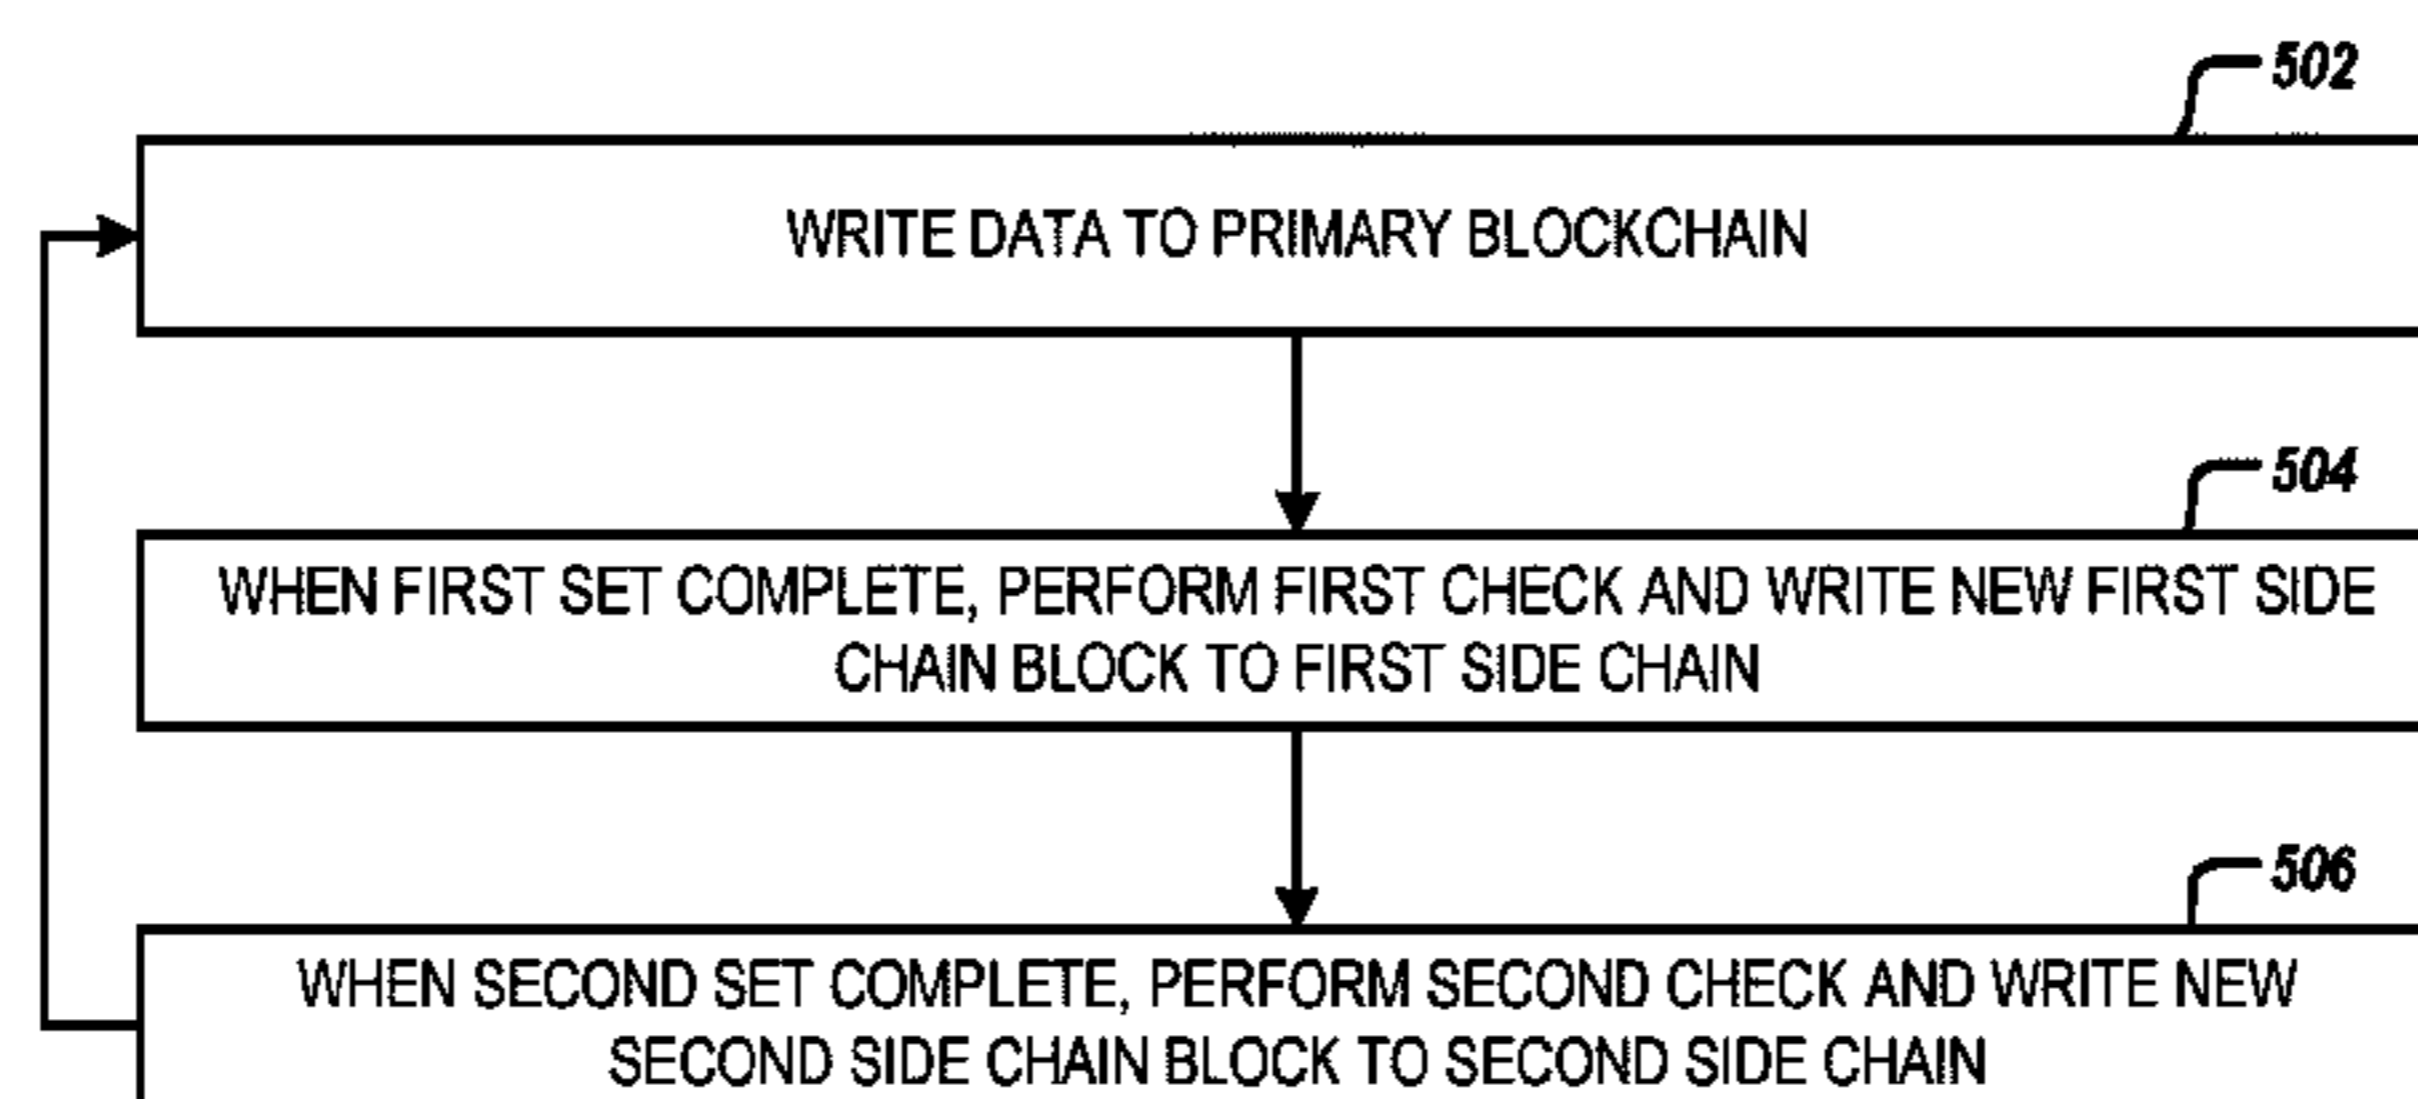 502
WRITE DATA TO PRIMARY BLOCKCHAIN
504
WHEN FIRST SET COMPLETE, PERFORM FIRST CHECK AND WRITE NEW FIRST SIDE
CHAIN BLOCK TO FIRST SIDE CHAIN
506
WHEN SECOND SET COMPLETE, PERFORM SECOND CHECK AND WRITE NEW
SECOND SIDE CHAIN BLOCK TO SECOND SIDE CHAIN